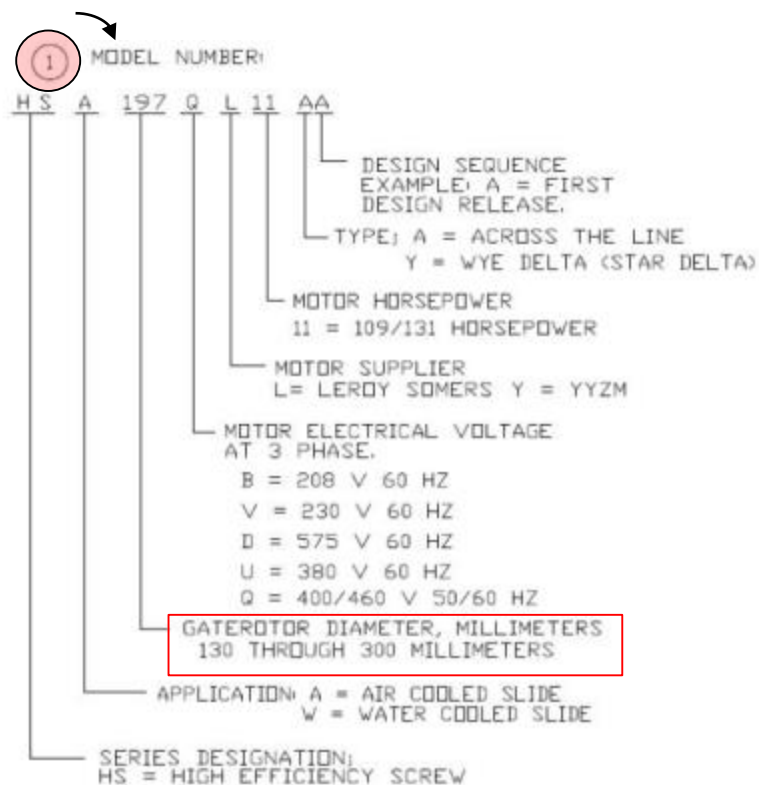 1 MODEL NUMBER:
HS A 197 Q L 11 AA
DESIGN SEQUENCE
EXAMPLE: A = FIRST
DESIGN RELEASE.
TYPE; A = ACROSS THE LINE
Y = WYE DELTA (STAR DELTA)
MOTOR HORSEPOWER
11 = 109/131 HORSEPOWER
MOTOR SUPPLIER
L= LEROY SOMERS Y = YYZM
MOTOR ELECTRICAL VOLTAGE
AT 3 PHASE.
B = 208 V 60 HZ
V = 230 V 60 HZ
D = 575 V 60 HZ
U = 380 V 60 HZ
Q = 400/460 V 50/60 HZ
GATEROTOR DIAMETER, MILLIMETERS
130 THROUGH 300 MILLIMETERS
APPLICATION: A = AIR COOLED SLIDE
W = WATER COOLED SLIDE
SERIES DESIGNATION;
HS = HIGH EFFICIENCY SCREW